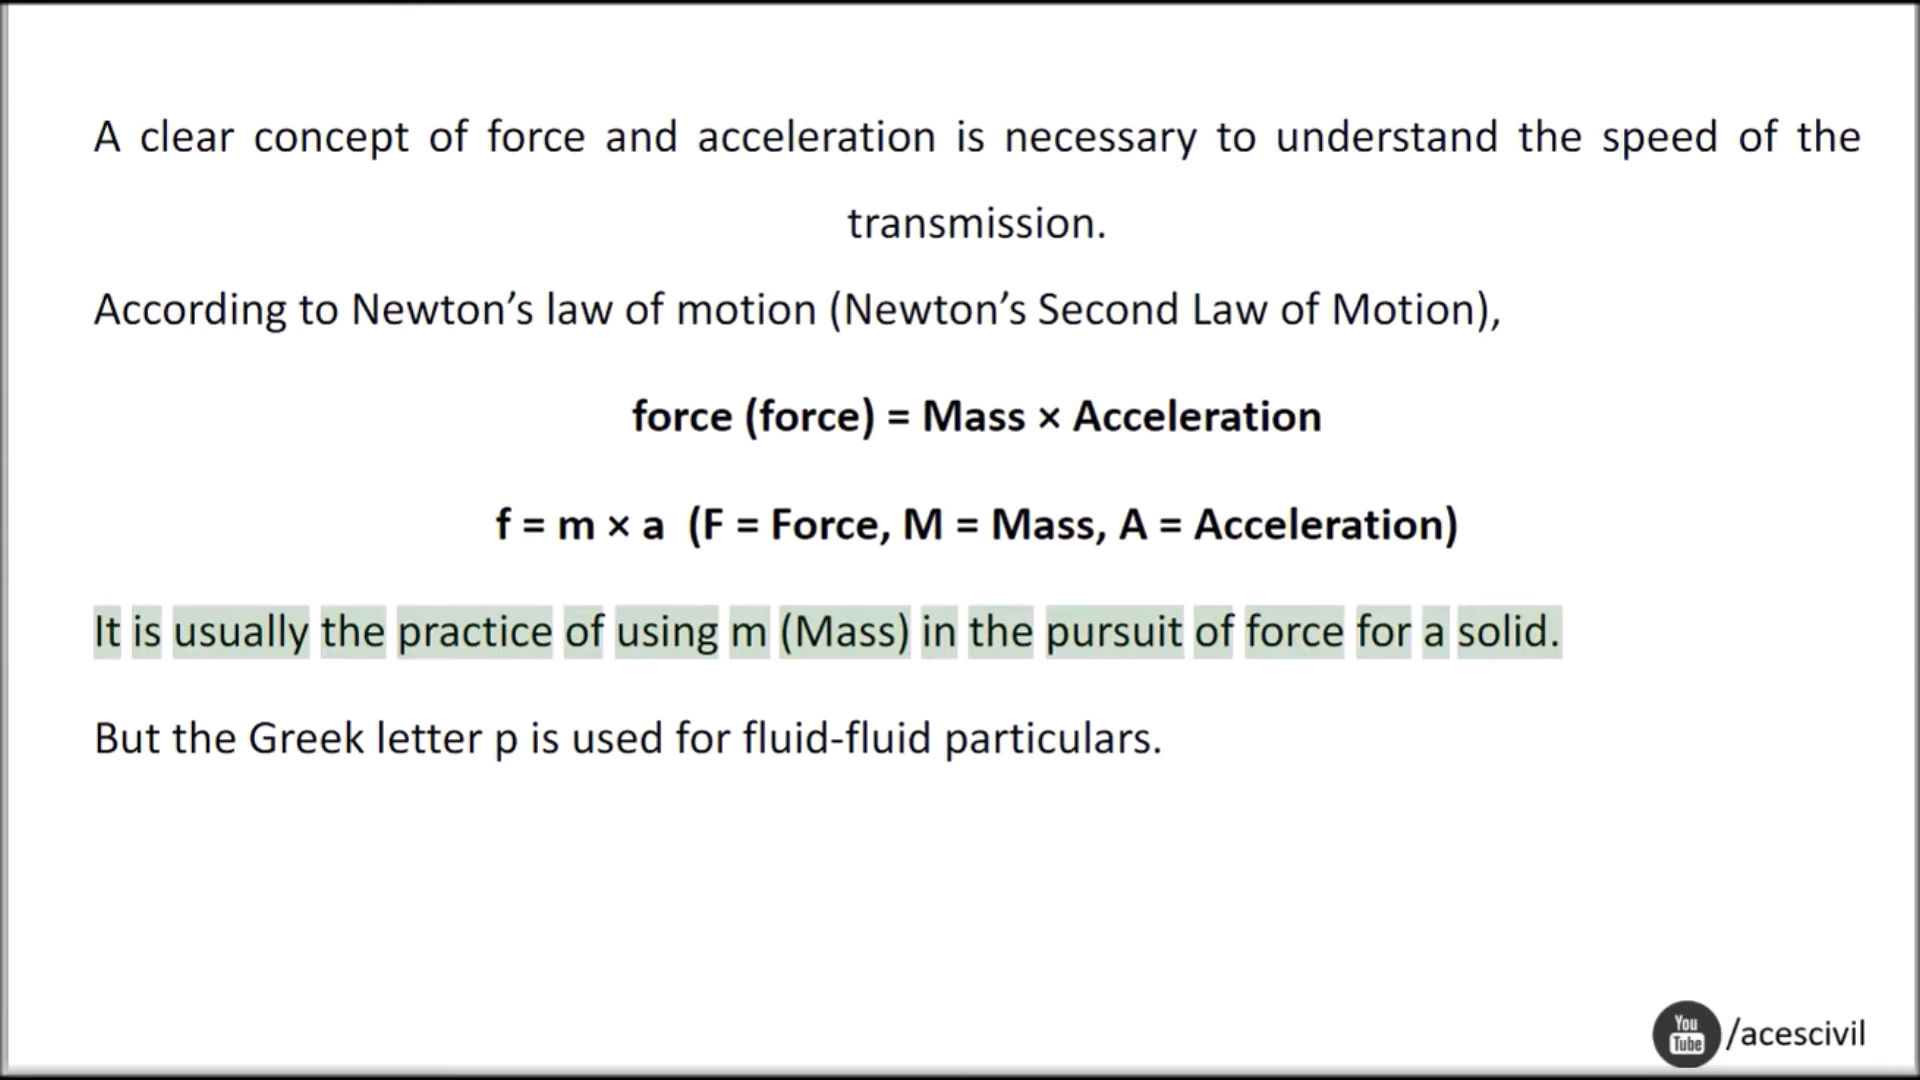 A clear concept of force and acceleration is necessary to understand the speed of the
transmission.
According to Newton’s law of motion (Newton’s Second Law of Motion),
force (force) = Mass × Acceleration
f = m × a (F = Force, M = Mass, A = Acceleration)
It is usually the practice of using m (Mass) in the pursuit of force for a solid.
But the Greek letter p is used for fluid-fluid particulars.
You
Tube
/acescivil